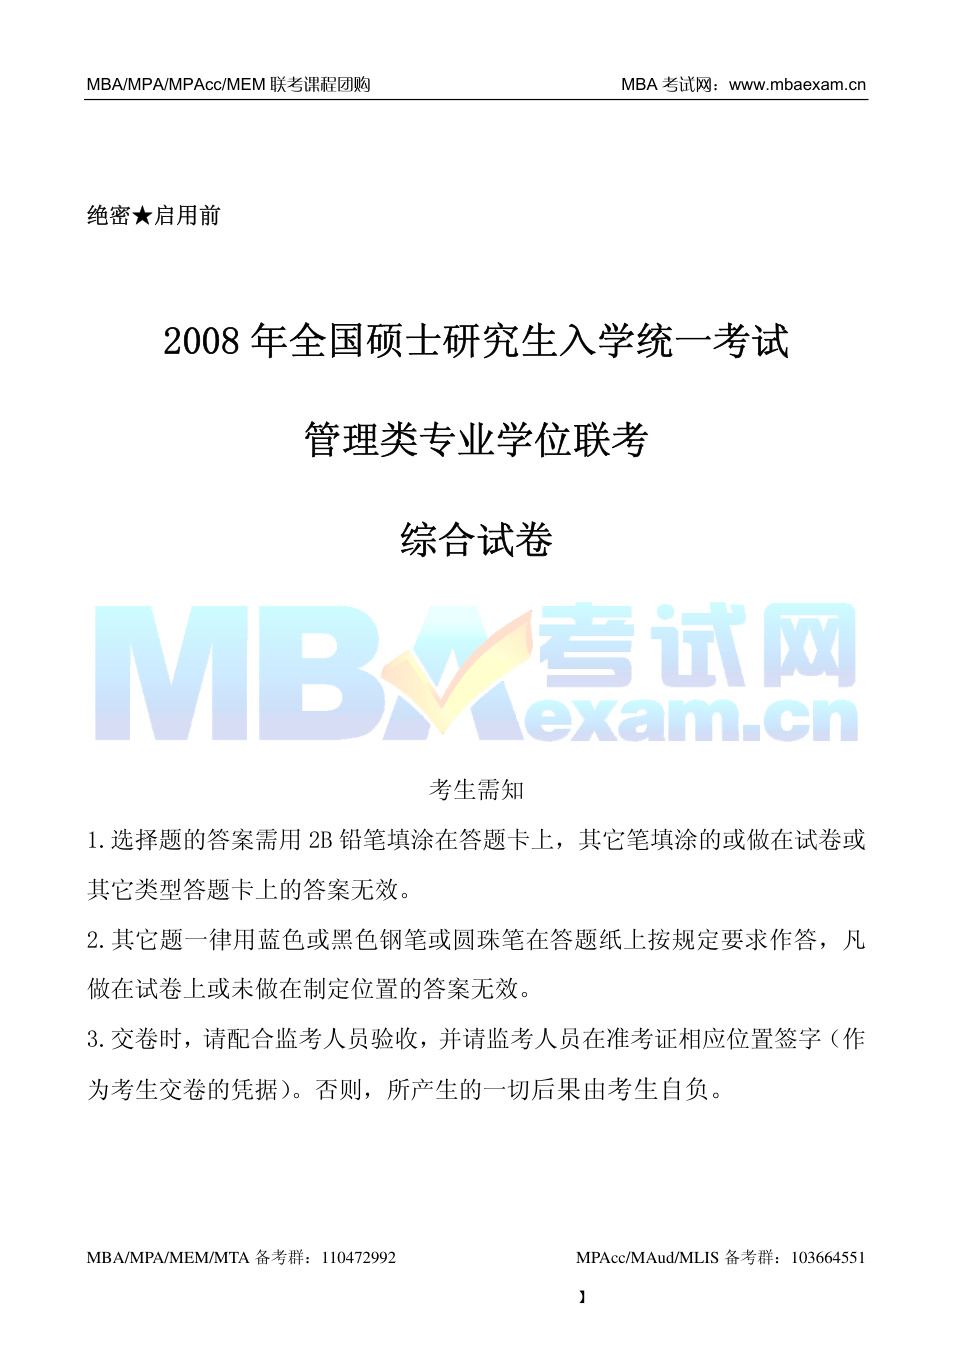 MBA/MPA/MPAcc/MEM 联考课程团购 MBA 考试网：www.mbaexam.cn
绝密★启用前
2008 年全国硕士研究生入学统一考试
管理类专业学位联考
综合试卷
MBA考试网
exam.cn
考生需知
1.选择题的答案需用 2B 铅笔填涂在答题卡上，其它笔填涂的或做在试卷或
其它类型答题卡上的答案无效。
2.其它题一律用蓝色或黑色钢笔或圆珠笔在答题纸上按规定要求作答，凡
做在试卷上或未做在制定位置的答案无效。
3.交卷时，请配合监考人员验收，并请监考人员在准考证相应位置签字（作
为考生交卷的凭据）。否则，所产生的一切后果由考生自负。
MBA/MPA/MEM/MTA 备考群：110472992 MPAcc/MAud/MLIS 备考群：103664551
】